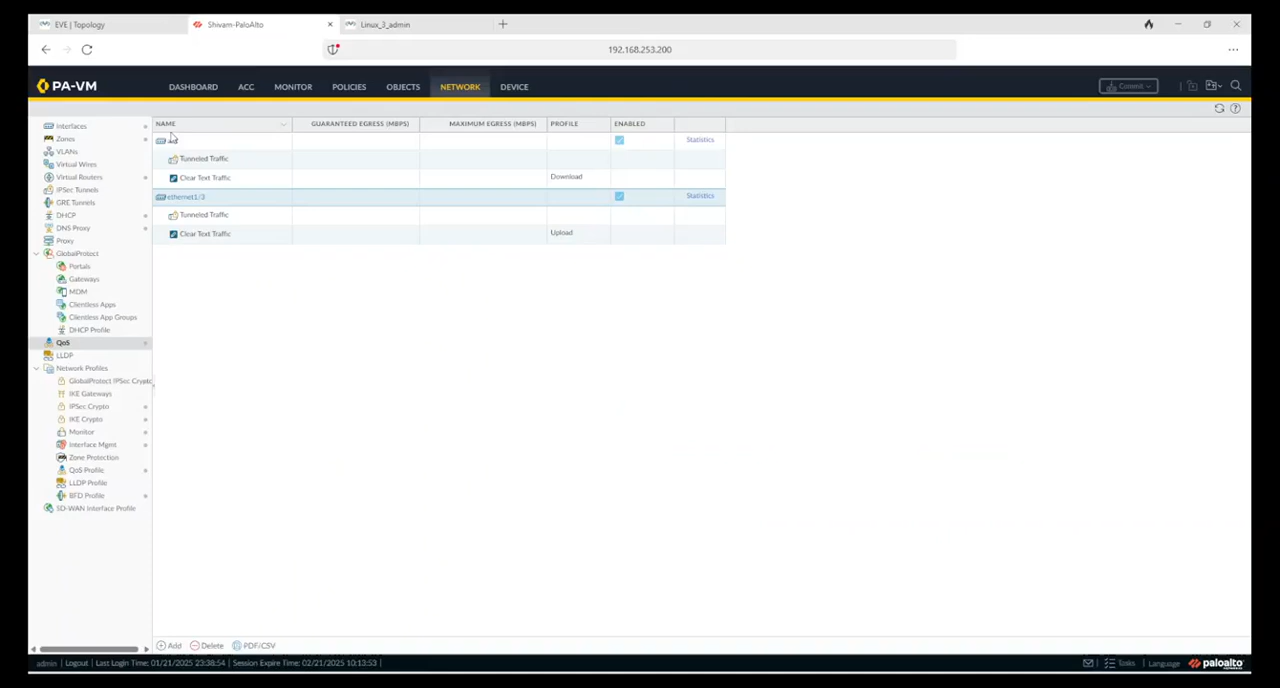 EVE | Topology
Shivam-PaloAlto
Linux_3_admin
192.168.253.200
PA-VM
DASHBOARD
ACC
MONITOR
POLICIES
OBJECTS
NETWORK
DEVICE
Commit
Interfaces
Zones
VLANs
Virtual Wires
Virtual Routers
IPSec Tunnels
GRE Tunnels
DHCP
DNS Proxy
Proxy
GlobalProtect
Portals
Gateways
MDM
Clientless Apps
Clientless App Groups
DHCP Profile
QoS
LLDP
Network Profiles
GlobalProtect IPSec Crypto
IKE Gateways
IPSec Crypto
IKE Crypto
Monitor
Interface Mgmt
Zone Protection
QoS Profile
LLDP Profile
BFD Profile
SD-WAN Interface Profile
NAME
GUARANTEED EGRESS (MBPS)
MAXIMUM EGRESS (MBPS)
PROFILE
ENABLED
Statistics
Tunneled Traffic
Clear Text Traffic
Download
ethernet1/3
Statistics
Tunneled Traffic
Clear Text Traffic
Upload
Add
Delete
PDF/CSV
admin | Logout | Last Login Time: 01/21/2025 23:38:54 | Session Expire Time: 02/21/2025 10:13:53 |
Tasks
Language
paloalto